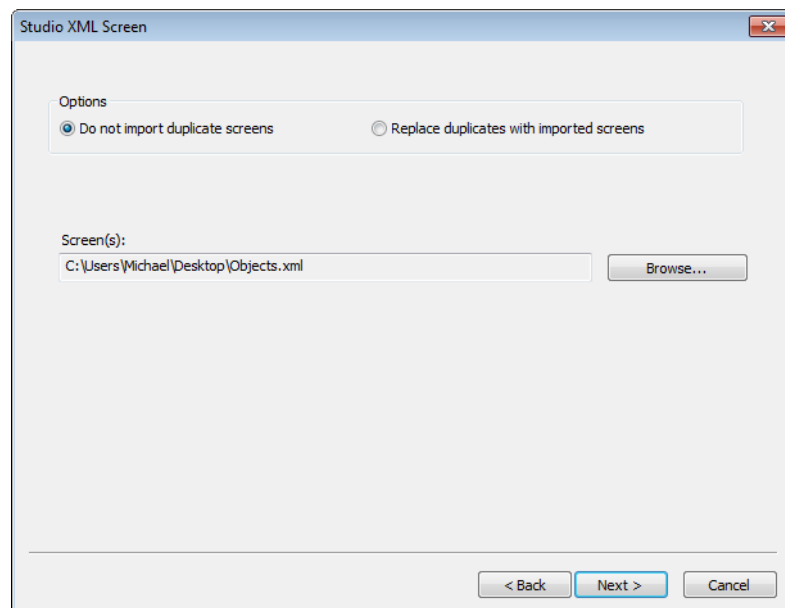 Studio XML Screen
Options
Do not import duplicate screens
Replace duplicates with imported screens
Screen(s):
C:\Users\Michael\Desktop\Objects.xml
Browse...
< Back
Next >
Cancel